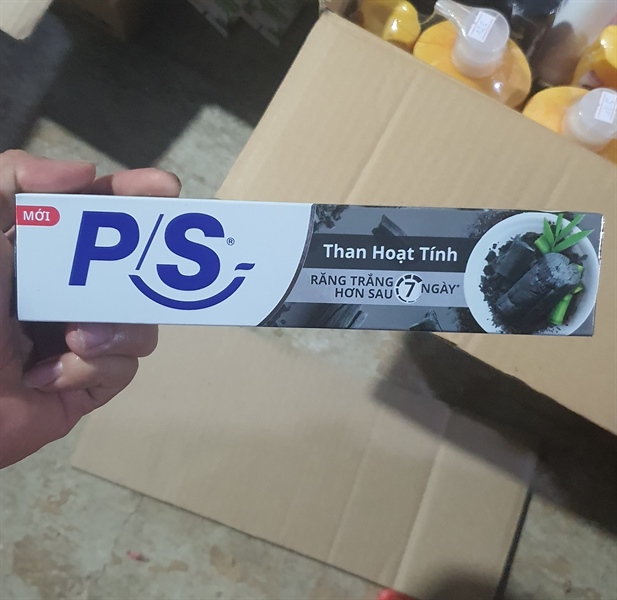 MỚI
P/S®
Than Hoạt Tính
RĂNG TRẮNG
HƠN SAU 7 NGÀY*